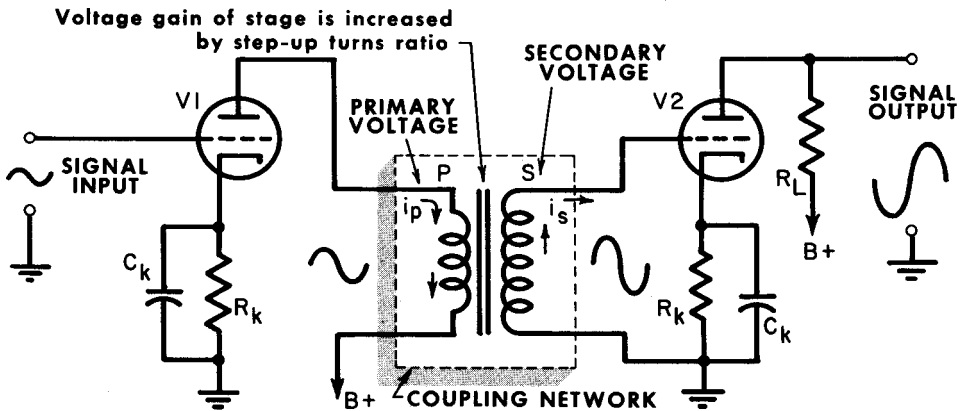 Voltage gain of stage is increased
by step-up turns ratio
SECONDARY
VOLTAGE
V1
PRIMARY
VOLTAGE
V2
SIGNAL
OUTPUT
SIGNAL
INPUT
P
S
RL
ip
is
B+
Ck
Rk
Rk
Ck
B+
COUPLING NETWORK